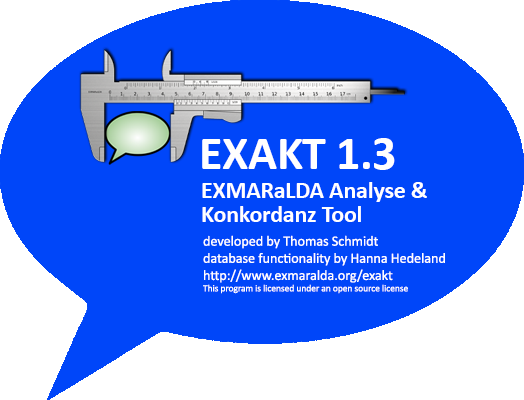 EXAKT 1.3
EXMARaLDA Analyse &
Konkordanz Tool
developed by Thomas Schmidt
database functionality by Hanna Hedeland
http://www.exmaralda.org/exakt
This program is licensed under an open source license